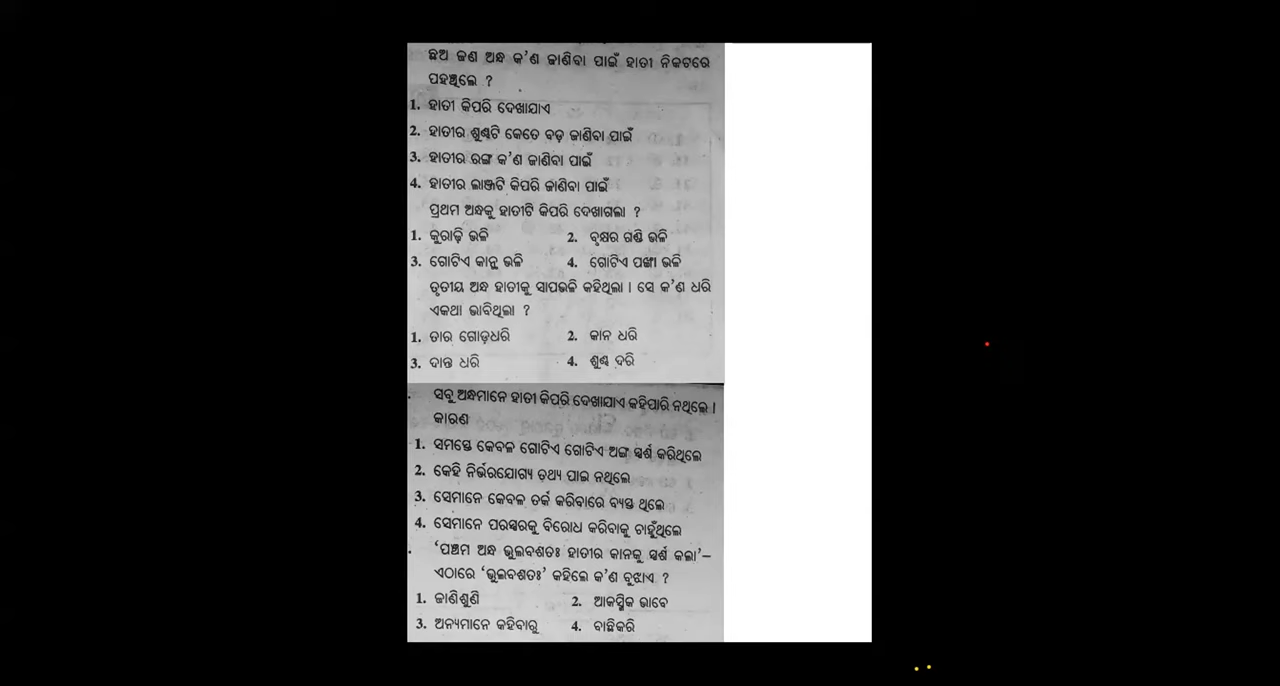 ଛଅ ଜଣ ଅନ୍ଧ କ'ଣ ଜାଣିବା ପାଇଁ ହାତୀ ନିକଟରେ
ପହଞ୍ଚିଲେ ?
1. ହାତୀ କିପରି ଦେଖାଯାଏ
2. ହାତୀର ଶୁଣ୍ଢଟି କେତେ ବଡ଼ ଜାଣିବା ପାଇଁ
3. ହାତୀର ରଙ୍ଗ କ'ଣ ଜାଣିବା ପାଇଁ
4. ହାତୀର ଲାଞ୍ଜଟି କିପରି ଜାଣିବା ପାଇଁ
ପ୍ରଥମ ଅନ୍ଧକୁ ହାତୀଟି କିପରି ଦେଖାଗଲା ?
1. କୁରାଢ଼ି ଭଳି 2. ବୃକ୍ଷର ଗଣ୍ଡି ଭଳି
3. ଗୋଟିଏ କାନ୍ଥ ଭଳି 4. ଗୋଟିଏ ପଙ୍ଖା ଭଳି
ତୃତୀୟ ଅନ୍ଧ ହାତୀକୁ ସାପଭଳି କହିଥିଲା । ସେ କ'ଣ ଧରି
ଏକଥା ଭାବିଥିଲା ?
1. ତାର ଗୋଡ଼ଧରି 2. କାନ ଧରି
3. ଦାନ୍ତ ଧରି 4. ଶୁଣ୍ଢ ଦରି
ସବୁ ଅନ୍ଧମାନେ ହାତୀ କିପରି ଦେଖାଯାଏ କହିପାରି ନଥିଲେ ।
କାରଣ
1. ସମସ୍ତେ କେବଳ ଗୋଟିଏ ଗୋଟିଏ ଅଙ୍ଗ ସ୍ପର୍ଶ କରିଥିଲେ
2. କେହି ନିର୍ଭରଯୋଗ୍ୟ ତଥ୍ୟ ପାଇ ନଥିଲେ
3. ସେମାନେ କେବଳ ତର୍କ କରିବାରେ ବ୍ୟସ୍ତ ଥିଲେ
4. ସେମାନେ ପରସ୍ପରକୁ ବିରୋଧ କରିବାକୁ ଚାହୁଁଥିଲେ
'ପଞ୍ଚମ ଅନ୍ଧ ଭୁଲବଶତଃ ହାତୀର କାନକୁ ସ୍ପର୍ଶ କଲା'–
ଏଠାରେ 'ଭୁଲବଶତଃ' କହିଲେ କ'ଣ ବୁଝାଏ ?
1. ଜାଣିଶୁଣି 2. ଆକସ୍ମିକ ଭାବେ
3. ଅନ୍ୟମାନେ କହିବାରୁ 4. ବାଛିକରି